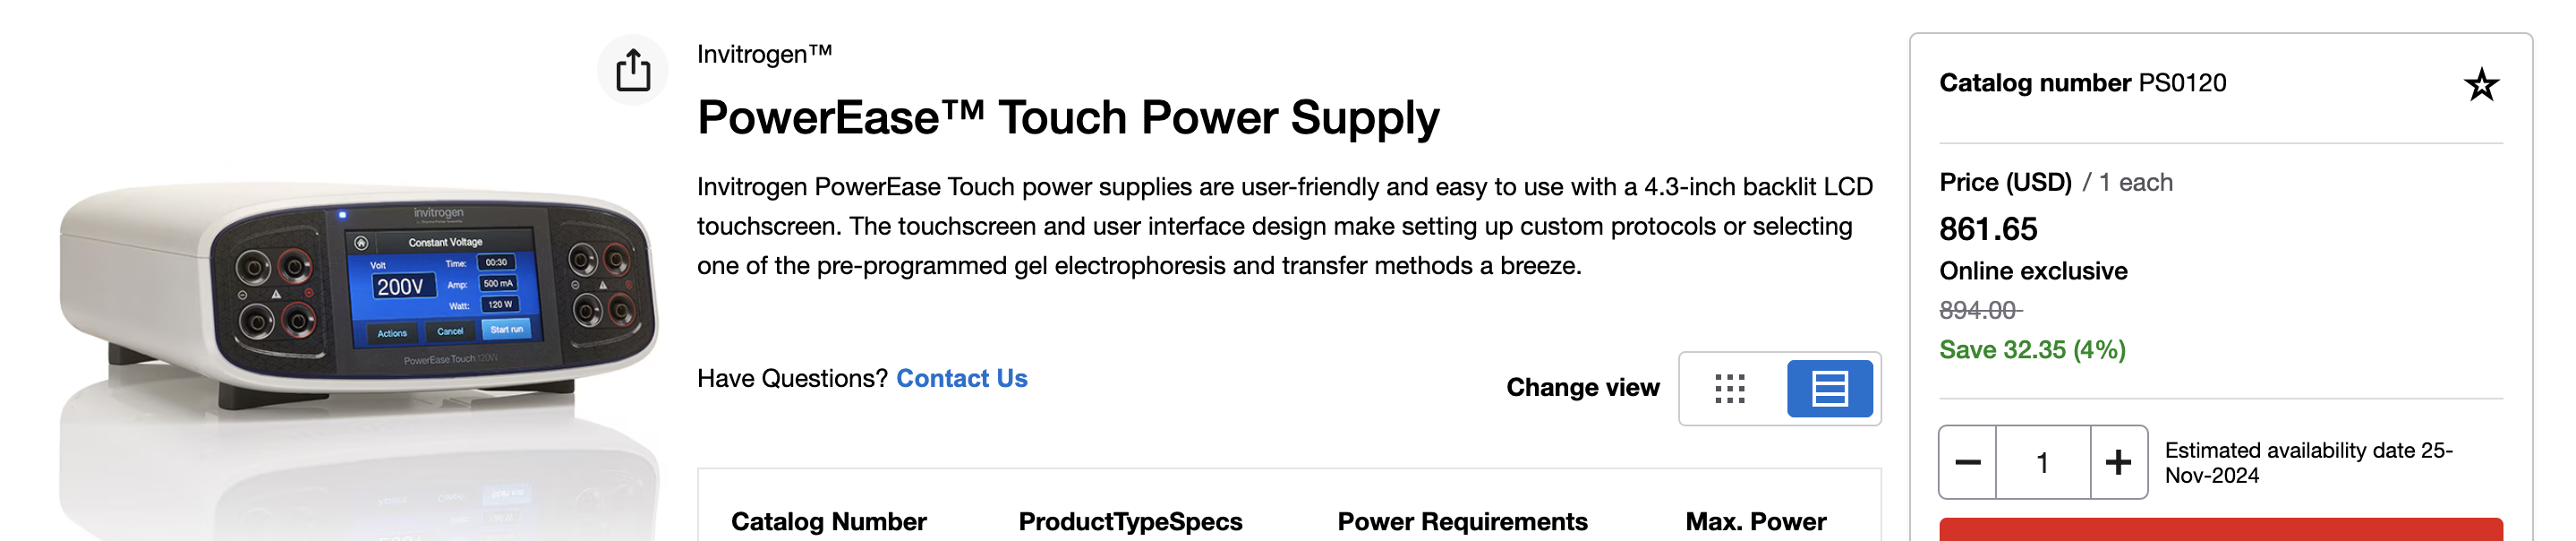 Invitrogen™
PowerEase™ Touch Power Supply
Invitrogen PowerEase Touch power supplies are user-friendly and easy to use with a 4.3-inch backlit LCD
touchscreen. The touchscreen and user interface design make setting up custom protocols or selecting
one of the pre-programmed gel electrophoresis and transfer methods a breeze.
Have Questions? Contact Us
Change view
Catalog Number ProductTypeSpecs Power Requirements Max. Power
invitrogen
Constant Voltage
Volt
200V
Time: 00:30
Amp: 500 mA
Watt: 120 W
Actions Cancel Start run
PowerEase Touch 120W
Catalog number PS0120
Price (USD) / 1 each
861.65
Online exclusive
894.00
Save 32.35 (4%)
1
Estimated availability date 25-
Nov-2024